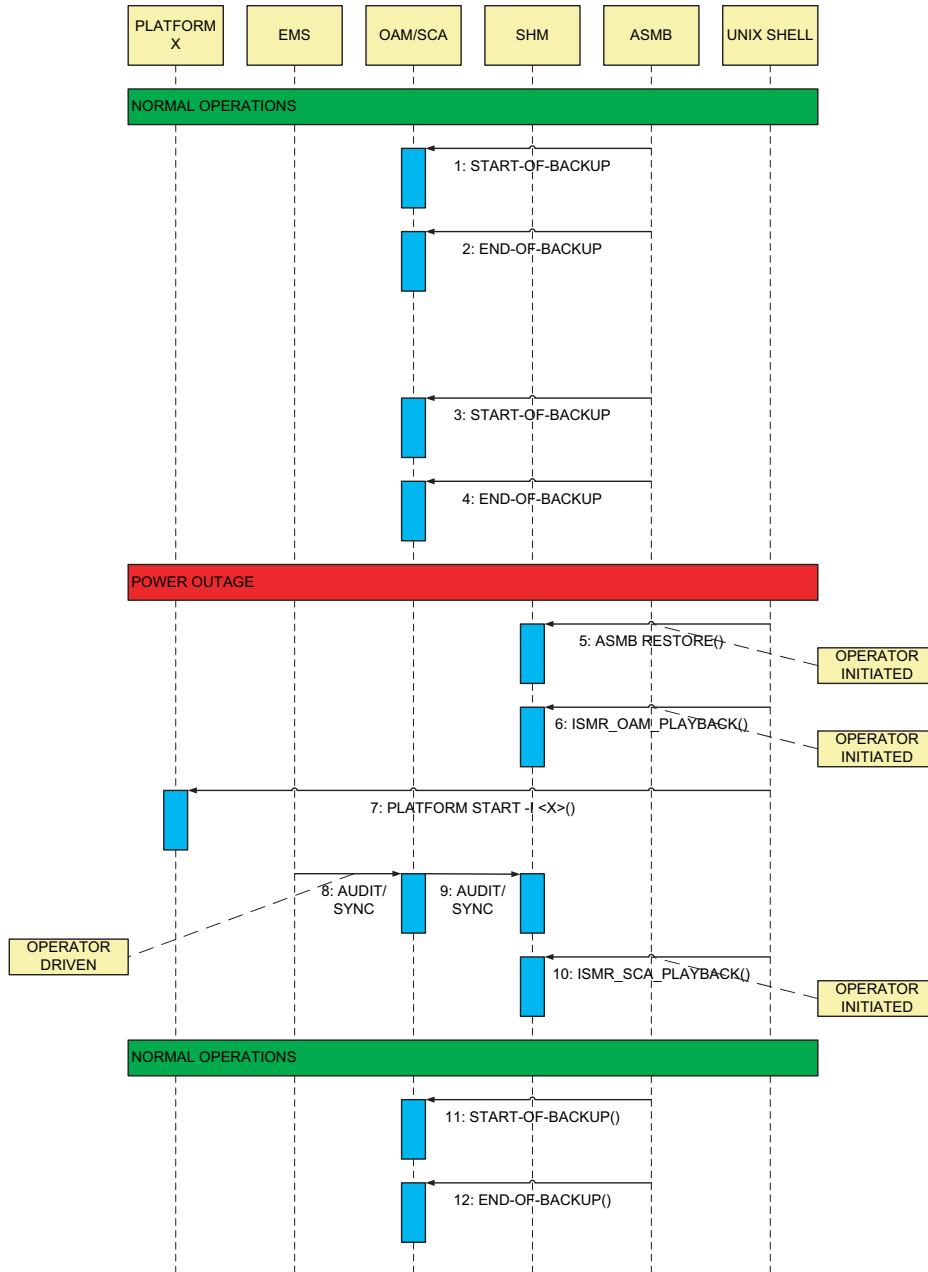 PLATFORM
X
EMS
OAM/SCA
SHM
ASMB
UNIX SHELL
NORMAL OPERATIONS
1: START-OF-BACKUP
2: END-OF-BACKUP
3: START-OF-BACKUP
4: END-OF-BACKUP
POWER OUTAGE
5: ASMB RESTORE()
OPERATOR
INITIATED
6: ISMR_OAM_PLAYBACK()
OPERATOR
INITIATED
7: PLATFORM START -I <X>()
8: AUDIT/
SYNC
9: AUDIT/
SYNC
OPERATOR
DRIVEN
10: ISMR_SCA_PLAYBACK()
OPERATOR
INITIATED
NORMAL OPERATIONS
11: START-OF-BACKUP()
12: END-OF-BACKUP()